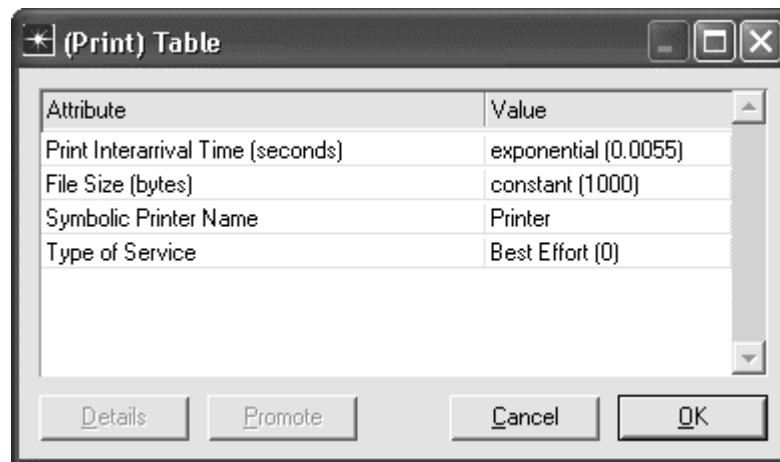 (Print) Table
Attribute Value
Print Interarrival Time (seconds) exponential (0.0055)
File Size (bytes) constant (1000)
Symbolic Printer Name Printer
Type of Service Best Effort (0)
Details Promote Cancel OK